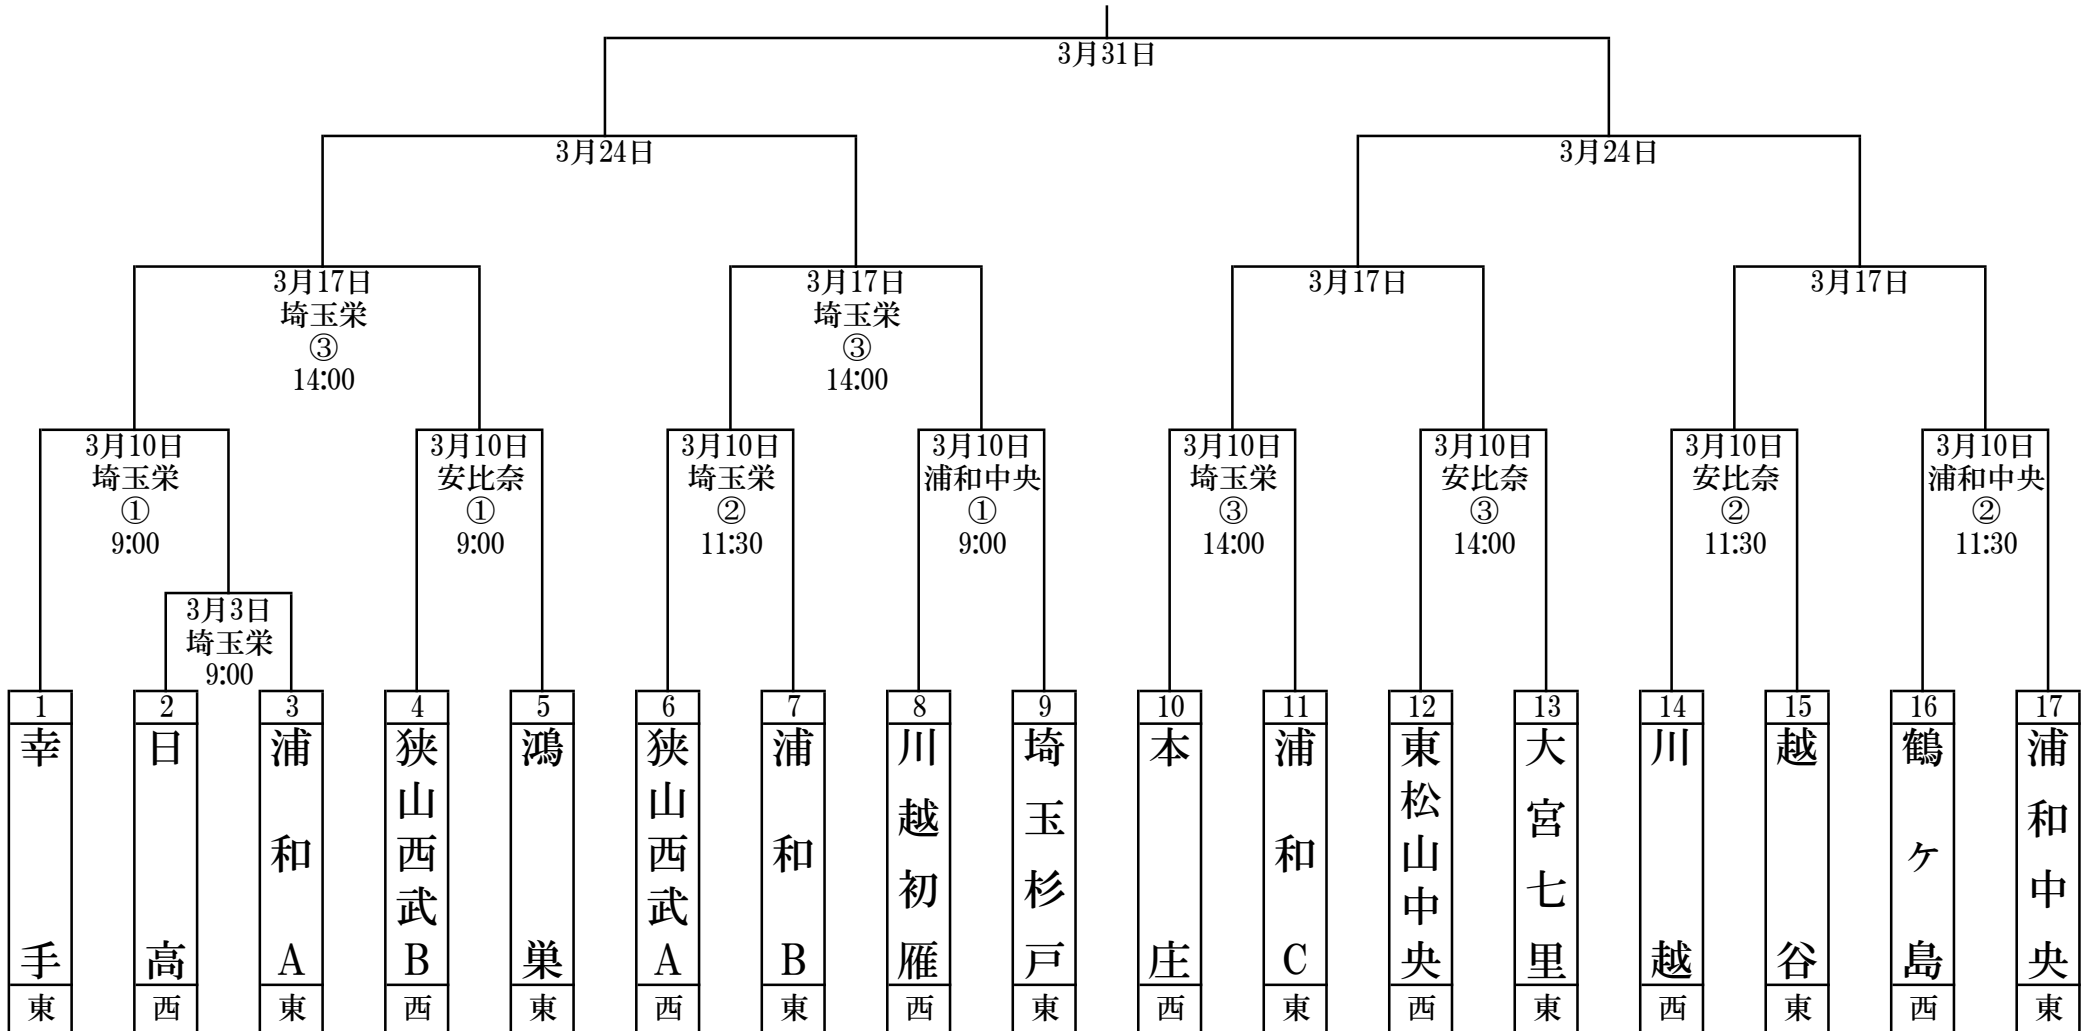 3月31日
3月24日
3月24日
3月17日
埼玉栄
③
14:00
3月17日
埼玉栄
③
14:00
3月17日
3月17日
3月10日
埼玉栄
①
9:00
3月10日
安比奈
①
9:00
3月10日
埼玉栄
②
11:30
3月10日
浦和中央
①
9:00
3月10日
埼玉栄
③
14:00
3月10日
安比奈
③
14:00
3月10日
安比奈
②
11:30
3月10日
浦和中央
②
11:30
3月3日
埼玉栄
9:00
1
幸手
東
2
日高
西
3
浦和A
東
4
狭山西武B
西
5
鴻巣
東
6
狭山西武A
西
7
浦和B
東
8
川越初雁
西
9
埼玉杉戸
東
10
本庄
西
11
浦和C
東
12
東松山中央
西
13
大宮七里
東
14
川越
西
15
越谷
東
16
鶴ヶ島
西
17
浦和中央
東